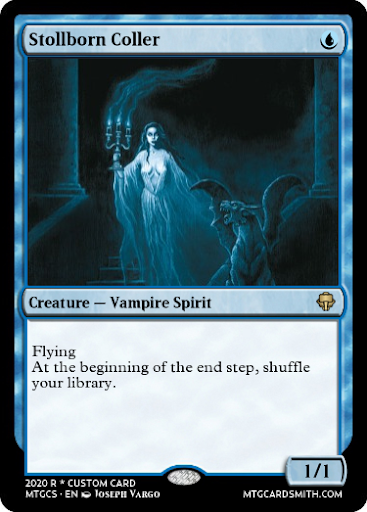 Stollborn Coller
Creature — Vampire Spirit
Flying
At the beginning of the end step, shuffle
your library.
1/1
2020 R * CUSTOM CARD
MTGCS · EN Joseph Vargo
MTGCARDSMITH.COM